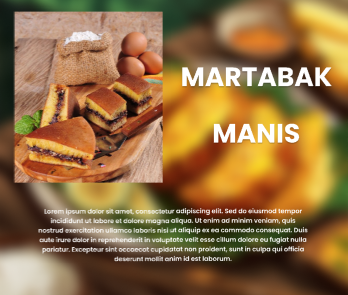 MARTABAK
MANIS
Lorem ipsum dolor sit amet, consectetur adipiscing elit. Sed do eiusmod tempor
incididunt ut labore et dolore magna aliqua. Ut enim ad minim veniam, quis
nostrud exercitation ullamco laboris nisi ut aliquip ex ea commodo consequat. Duis
aute irure dolor in reprehenderit in voluptate velit esse cillum dolore eu fugiat nulla
pariatur. Excepteur sint occaecat cupidatat non proident, sunt in culpa qui officia
deserunt mollit anim id est laborum.